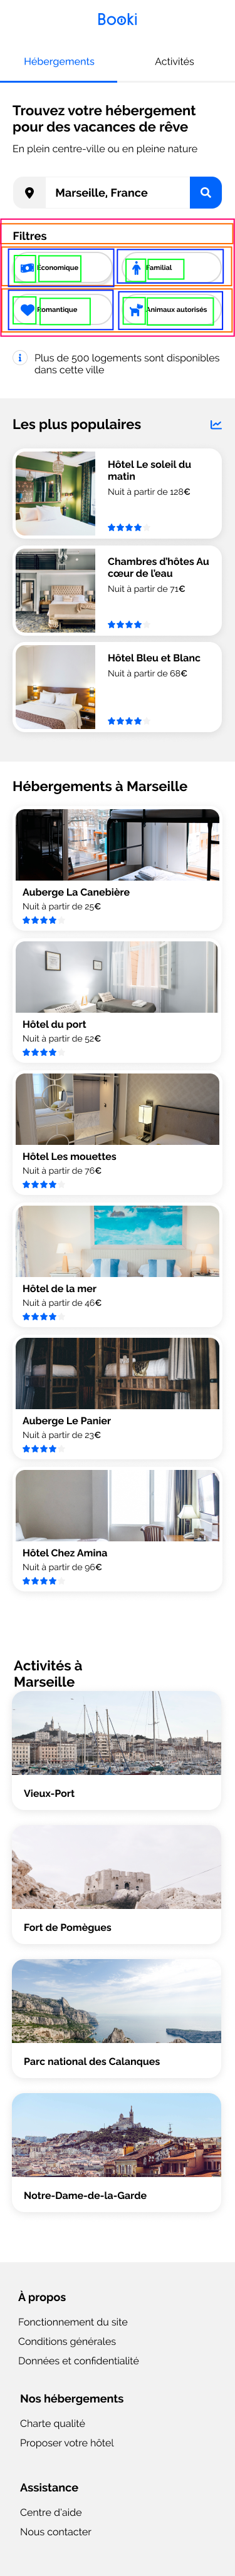 Booki
Hébergements Activités
Trouvez votre hébergement
pour des vacances de rêve
En plein centre-ville ou en pleine nature
Marseille, France
Filtres
Économique Familial
Romantique Animaux autorisés
Plus de 500 logements sont disponibles
dans cette ville
Les plus populaires
Hôtel Le soleil du
matin
Nuit à partir de 128€
Chambres d'hôtes Au
cœur de l'eau
Nuit à partir de 71€
Hôtel Bleu et Blanc
Nuit à partir de 68€
Hébergements à Marseille
Auberge La Canebière
Nuit à partir de 25€
Hôtel du port
Nuit à partir de 52€
Hôtel Les mouettes
Nuit à partir de 76€
Hôtel de la mer
Nuit à partir de 46€
Auberge Le Panier
Nuit à partir de 23€
Hôtel Chez Amina
Nuit à partir de 96€
Activités à
Marseille
Vieux-Port
Fort de Pomègues
Parc national des Calanques
Notre-Dame-de-la-Garde
À propos
Fonctionnement du site
Conditions générales
Données et confidentialité
Nos hébergements
Charte qualité
Proposer votre hôtel
Assistance
Centre d'aide
Nous contacter